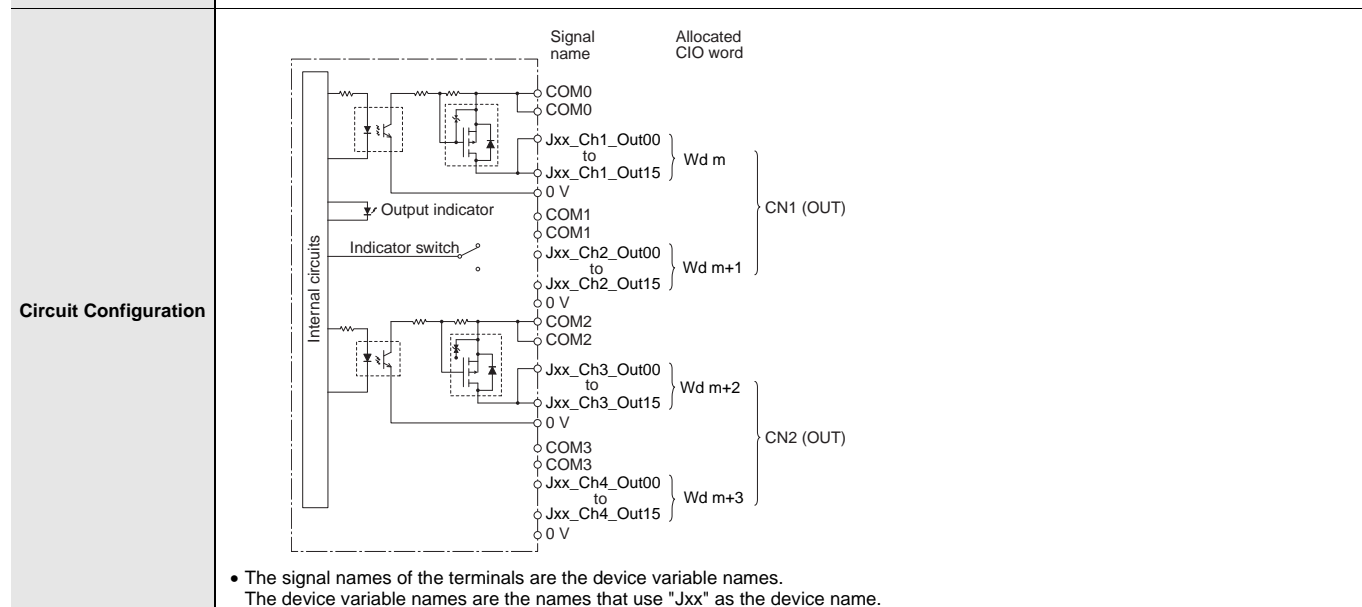 Signal name
Allocated CIO word
COM0
COM0
Jxx_Ch1_Out00
to
Jxx_Ch1_Out15
Wd m
0 V
CN1 (OUT)
Output indicator
COM1
COM1
Indicator switch
Jxx_Ch2_Out00
to
Jxx_Ch2_Out15
Wd m+1
0 V
Internal circuits
Circuit Configuration
COM2
COM2
Jxx_Ch3_Out00
to
Jxx_Ch3_Out15
Wd m+2
0 V
CN2 (OUT)
COM3
COM3
Jxx_Ch4_Out00
to
Jxx_Ch4_Out15
Wd m+3
0 V
• The signal names of the terminals are the device variable names.
The device variable names are the names that use "Jxx" as the device name.